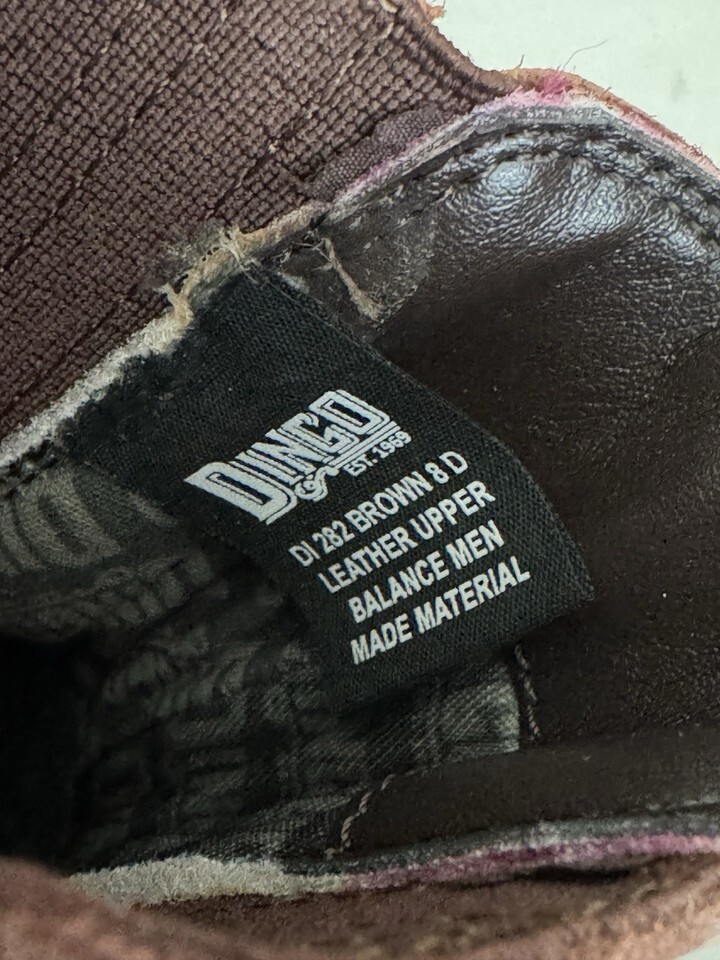 DINGO
EST. 1969
DI 282 BROWN 8 D
LEATHER UPPER
BALANCE MEN
MADE MATERIAL